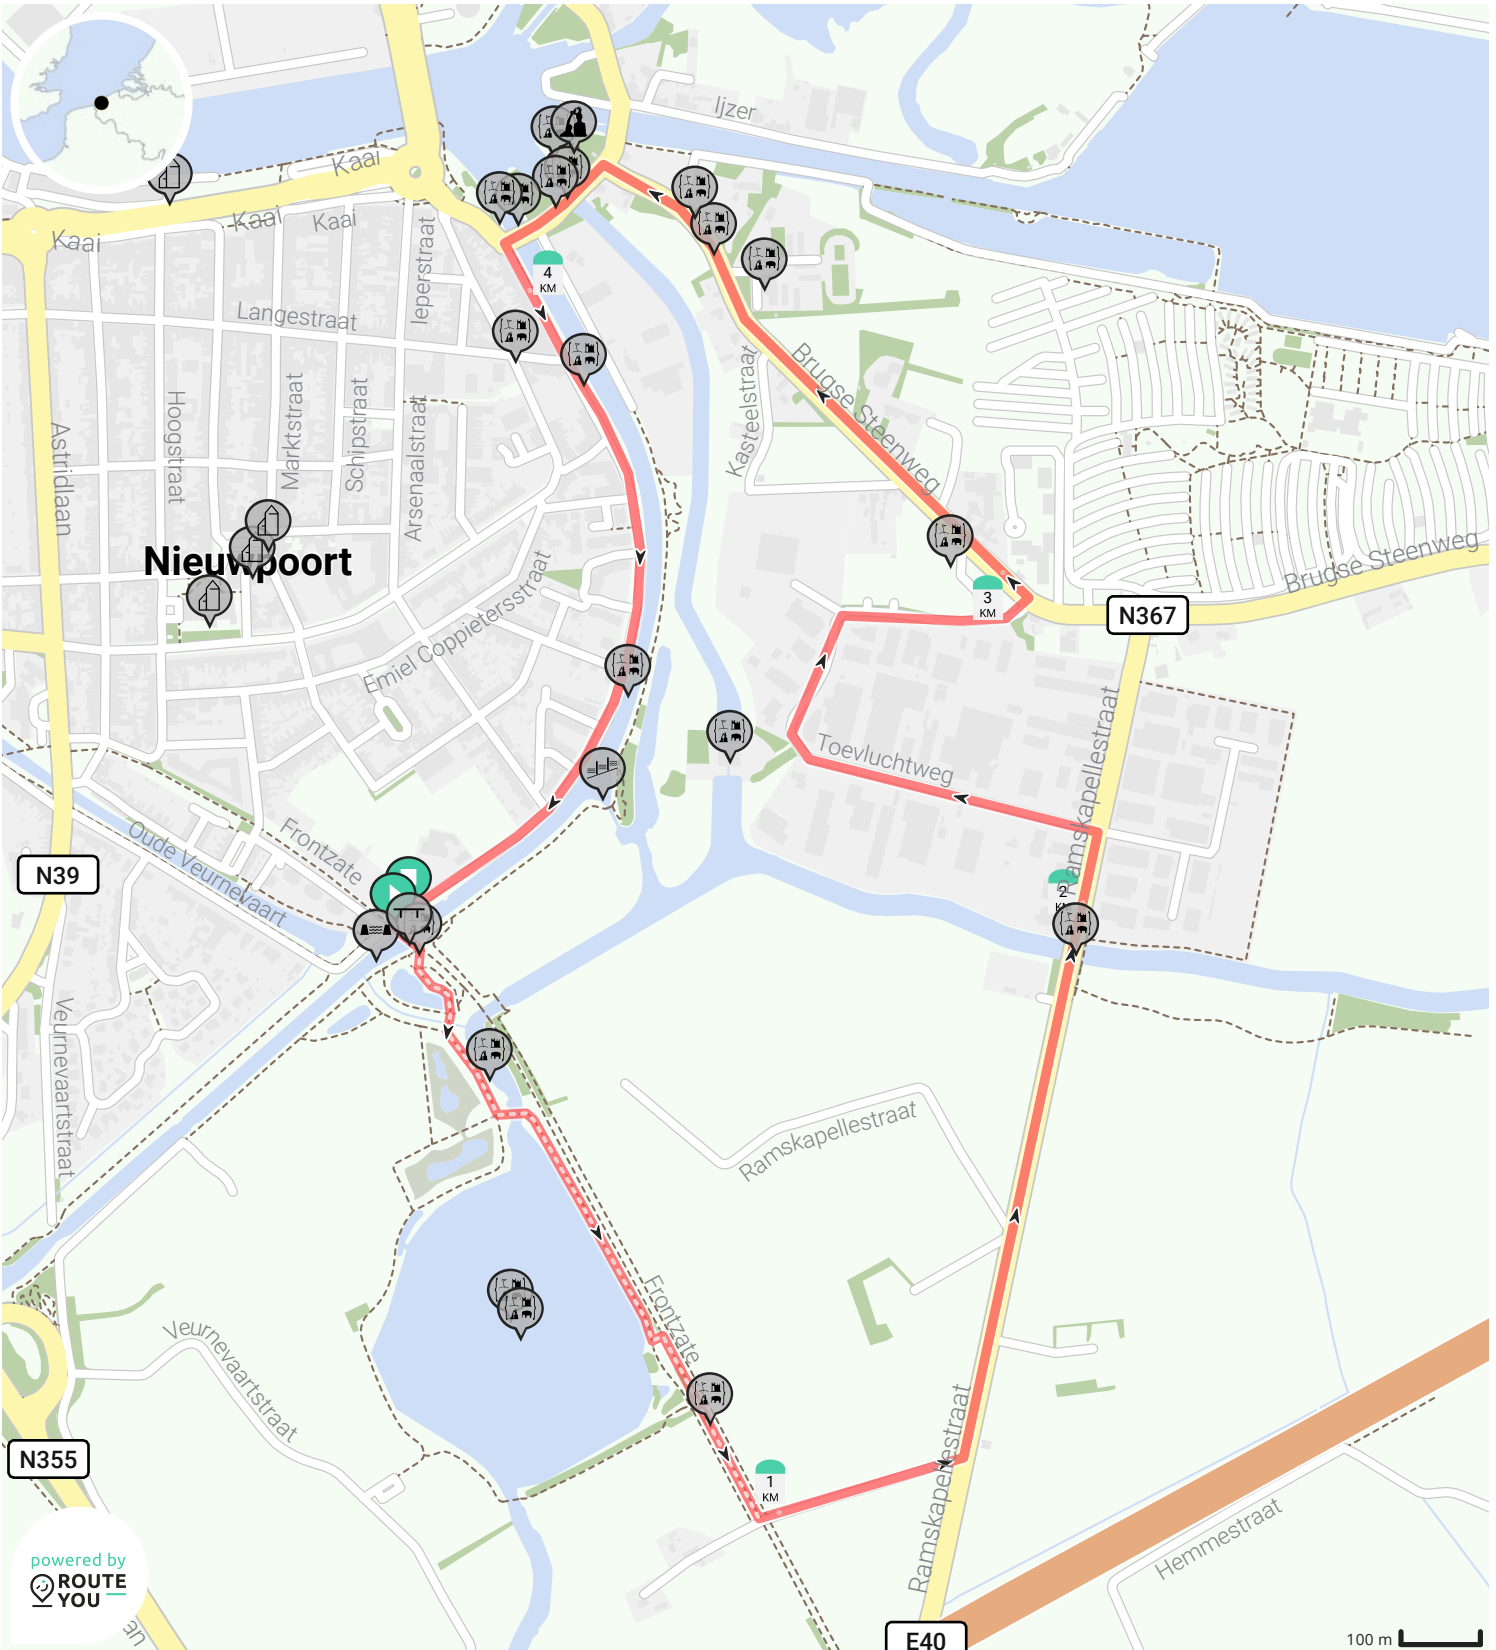 Ijzer
Kaai
Kaai
Kaai
Kaai
Ieperstraat
4
KM
Langestraat
Kasteelstraat
Brugse Steenweg
Hoogstraat
Marktstraat
Schipstraat
Arsenaalstraat
Astridlaan
Nieuwpoort
Brugse Steenweg
3
KM
N367
Emiel Coppietersstraat
Ramskapellestraat
Toevluchtweg
Frontzate
Oude Veurnevaart
N39
2
Veurnevaartstraat
Ramskapellestraat
Frontzate
Veurnevaartstraat
Ramskapellestraat
N355
1
KM
Hemmestraat
powered by
ROUTE
YOU
E40
100 m